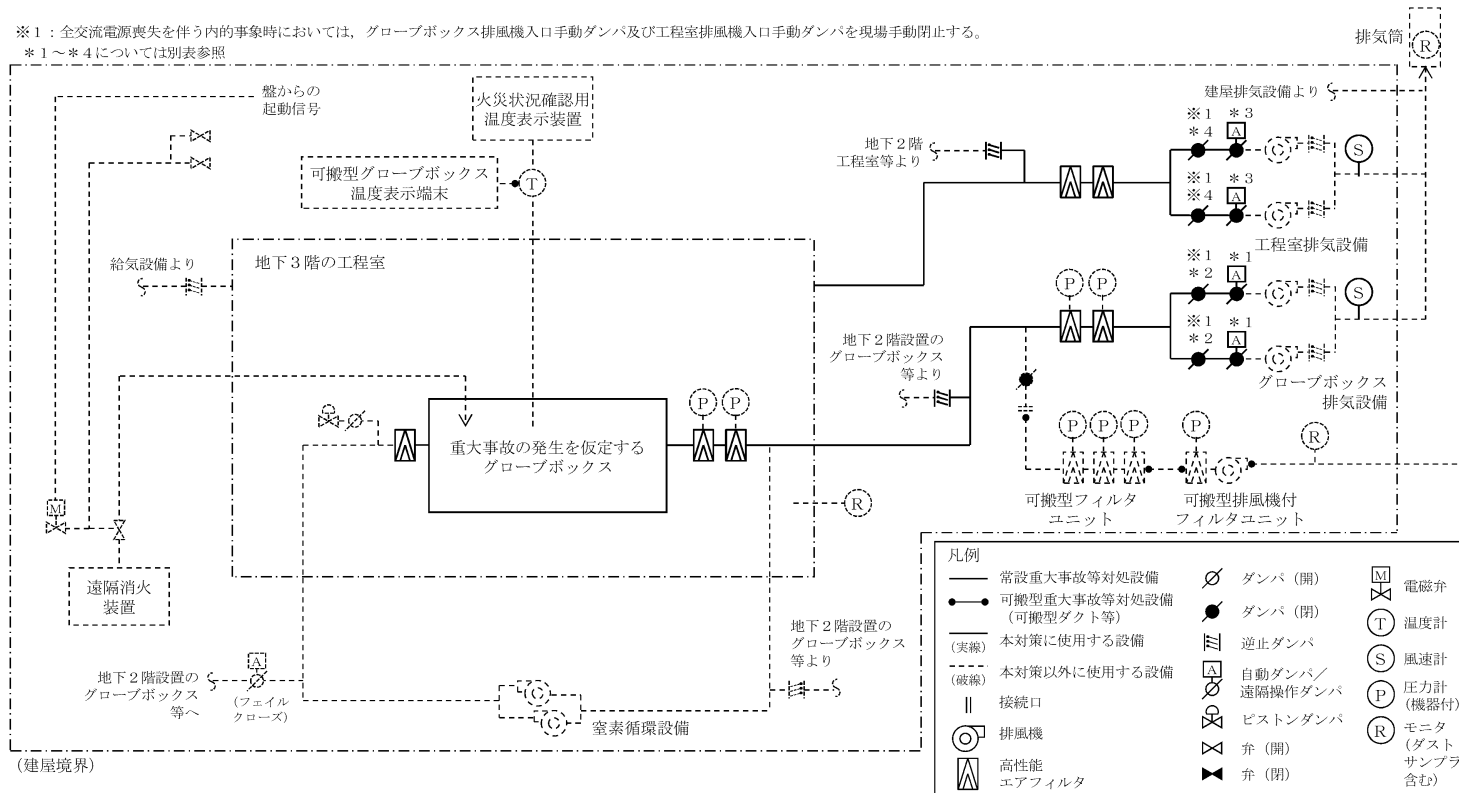 ※１：全交流電源喪失を伴う内的事象時においては，グローブボックス排風機入口手動ダンパ及び工程室排風機入口手動ダンパを現場手動閉止する。
＊１～＊４については別表参照
排気筒
R
盤からの
起動信号
火災状況確認用
温度表示装置
可搬型グローブボックス
温度表示端末
T
建屋排気設備より
地下２階
工程室等より
※１ ＊３
＊４ A
S
※１ ＊３
＊４ A
工程室排気設備
給気設備より
地下３階の工程室
P P
※１ ＊１
＊２ A
S
※１ ＊１
＊２ A
グローブボックス
排気設備
地下２階設置の
グローブボックス
等より
重大事故の発生を仮定する
グローブボックス
P P
P P P P
R
可搬型フィルタ
ユニット
可搬型排風機付
フィルタユニット
R
M
遠隔消火
装置
地下２階設置の
グローブボックス
等へ
A
(フェイル
クローズ)
窒素循環設備
地下２階設置の
グローブボックス
等より
(建屋境界)
凡例
常設重大事故等対処設備
可搬型重大事故等対処設備
（可搬型ダクト等）
(実線) 本対策に使用する設備
(破線) 本対策以外に使用する設備
接続口
排風機
高性能
エアフィルタ
ダンパ（開）
ダンパ（閉）
逆止ダンパ
A 自動ダンパ／
遠隔操作ダンパ
ピストンダンパ
弁（開）
弁（閉）
M 電磁弁
T 温度計
S 風速計
P 圧力計
(機器付)
R モニタ
(ダスト
サンプラ
含む)